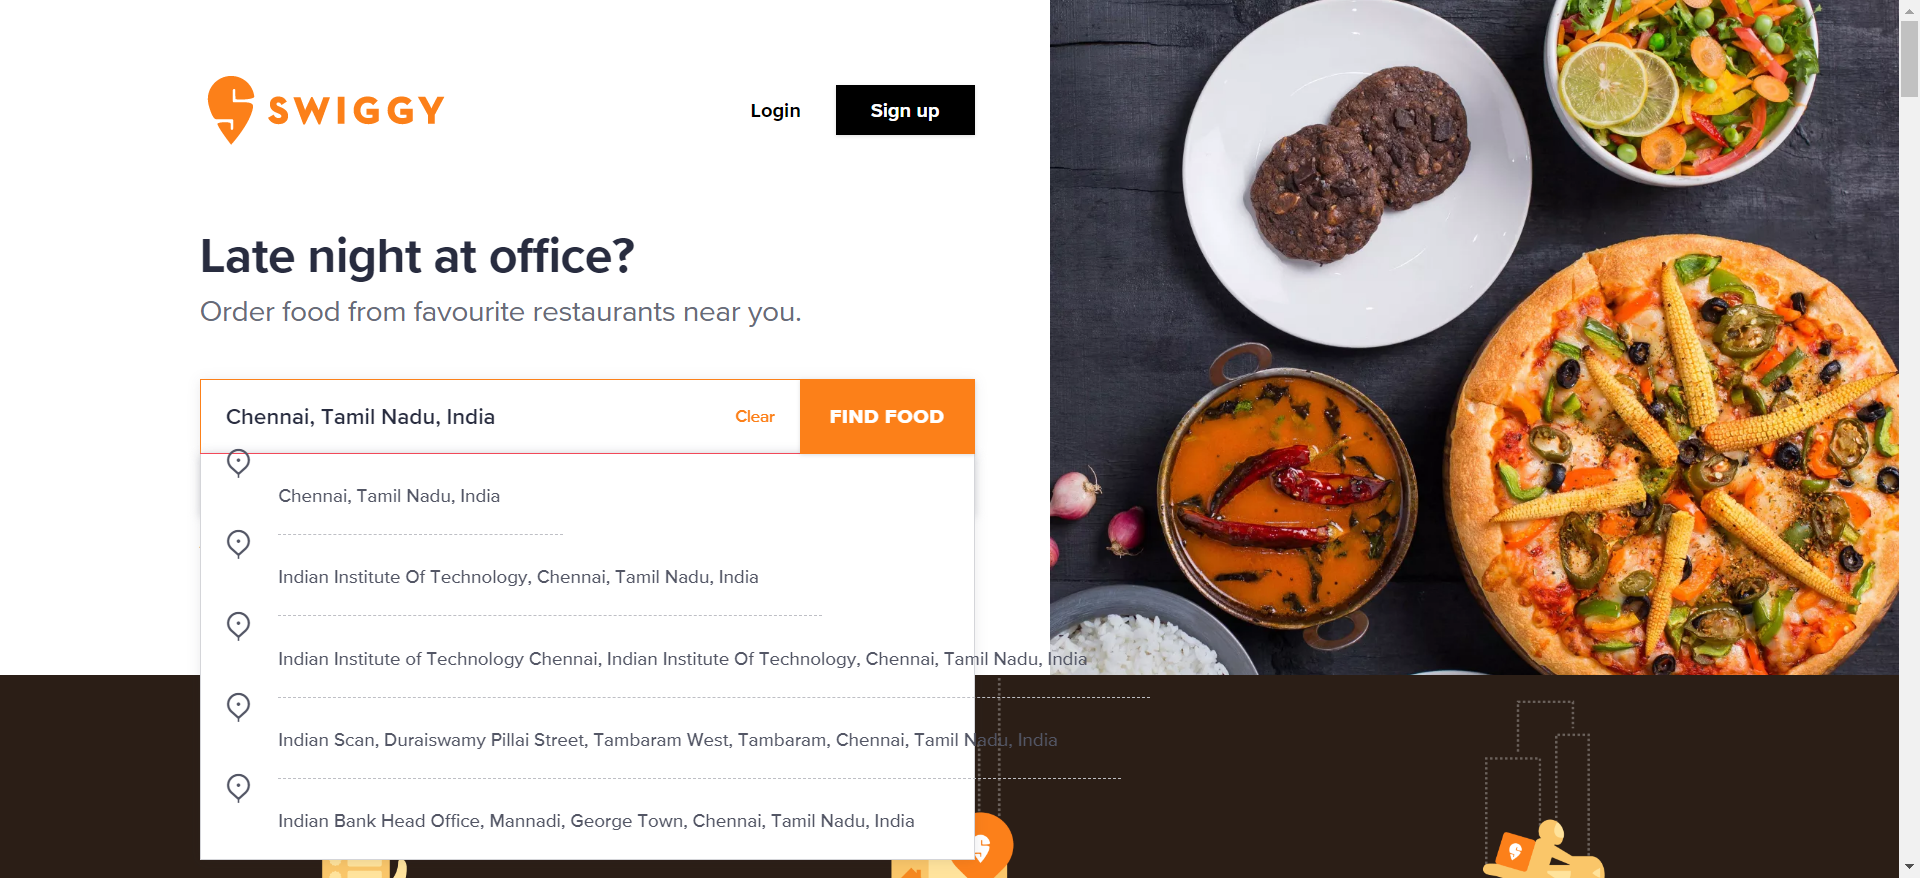 SWIGGY
Login
Sign up
Late night at office?
Order food from favourite restaurants near you.
Chennai, Tamil Nadu, India
Clear
FIND FOOD
Chennai, Tamil Nadu, India
Indian Institute Of Technology, Chennai, Tamil Nadu, India
Indian Institute of Technology Chennai, Indian Institute Of Technology, Chennai, Tamil Nadu, India
Indian Scan, Duraiswamy Pillai Street, Tambaram West, Tambaram, Chennai, Tamil Nadu, India
Indian Bank Head Office, Mannadi, George Town, Chennai, Tamil Nadu, India